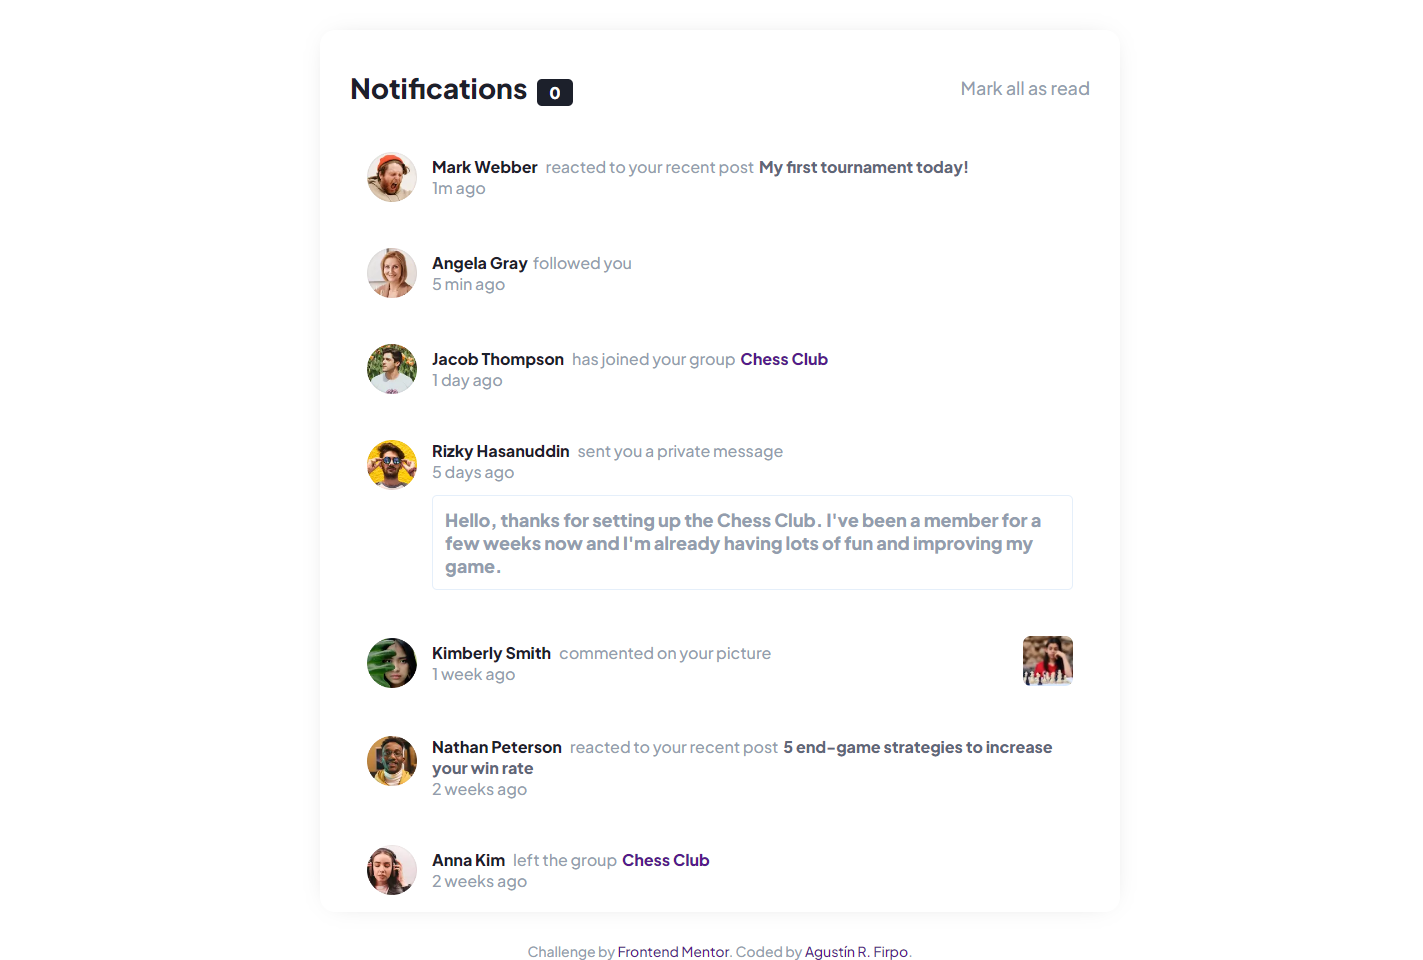 Notifications 0
Mark all as read
Mark Webber reacted to your recent post My first tournament today!
1m ago
Angela Gray followed you
5 min ago
Jacob Thompson has joined your group Chess Club
1 day ago
Rizky Hasanuddin sent you a private message
5 days ago
Hello, thanks for setting up the Chess Club. I've been a member for a
few weeks now and I'm already having lots of fun and improving my
game.
Kimberly Smith commented on your picture
1 week ago
Nathan Peterson reacted to your recent post 5 end-game strategies to increase
your win rate
2 weeks ago
Anna Kim left the group Chess Club
2 weeks ago
Challenge by Frontend Mentor. Coded by Agustín R. Firpo.